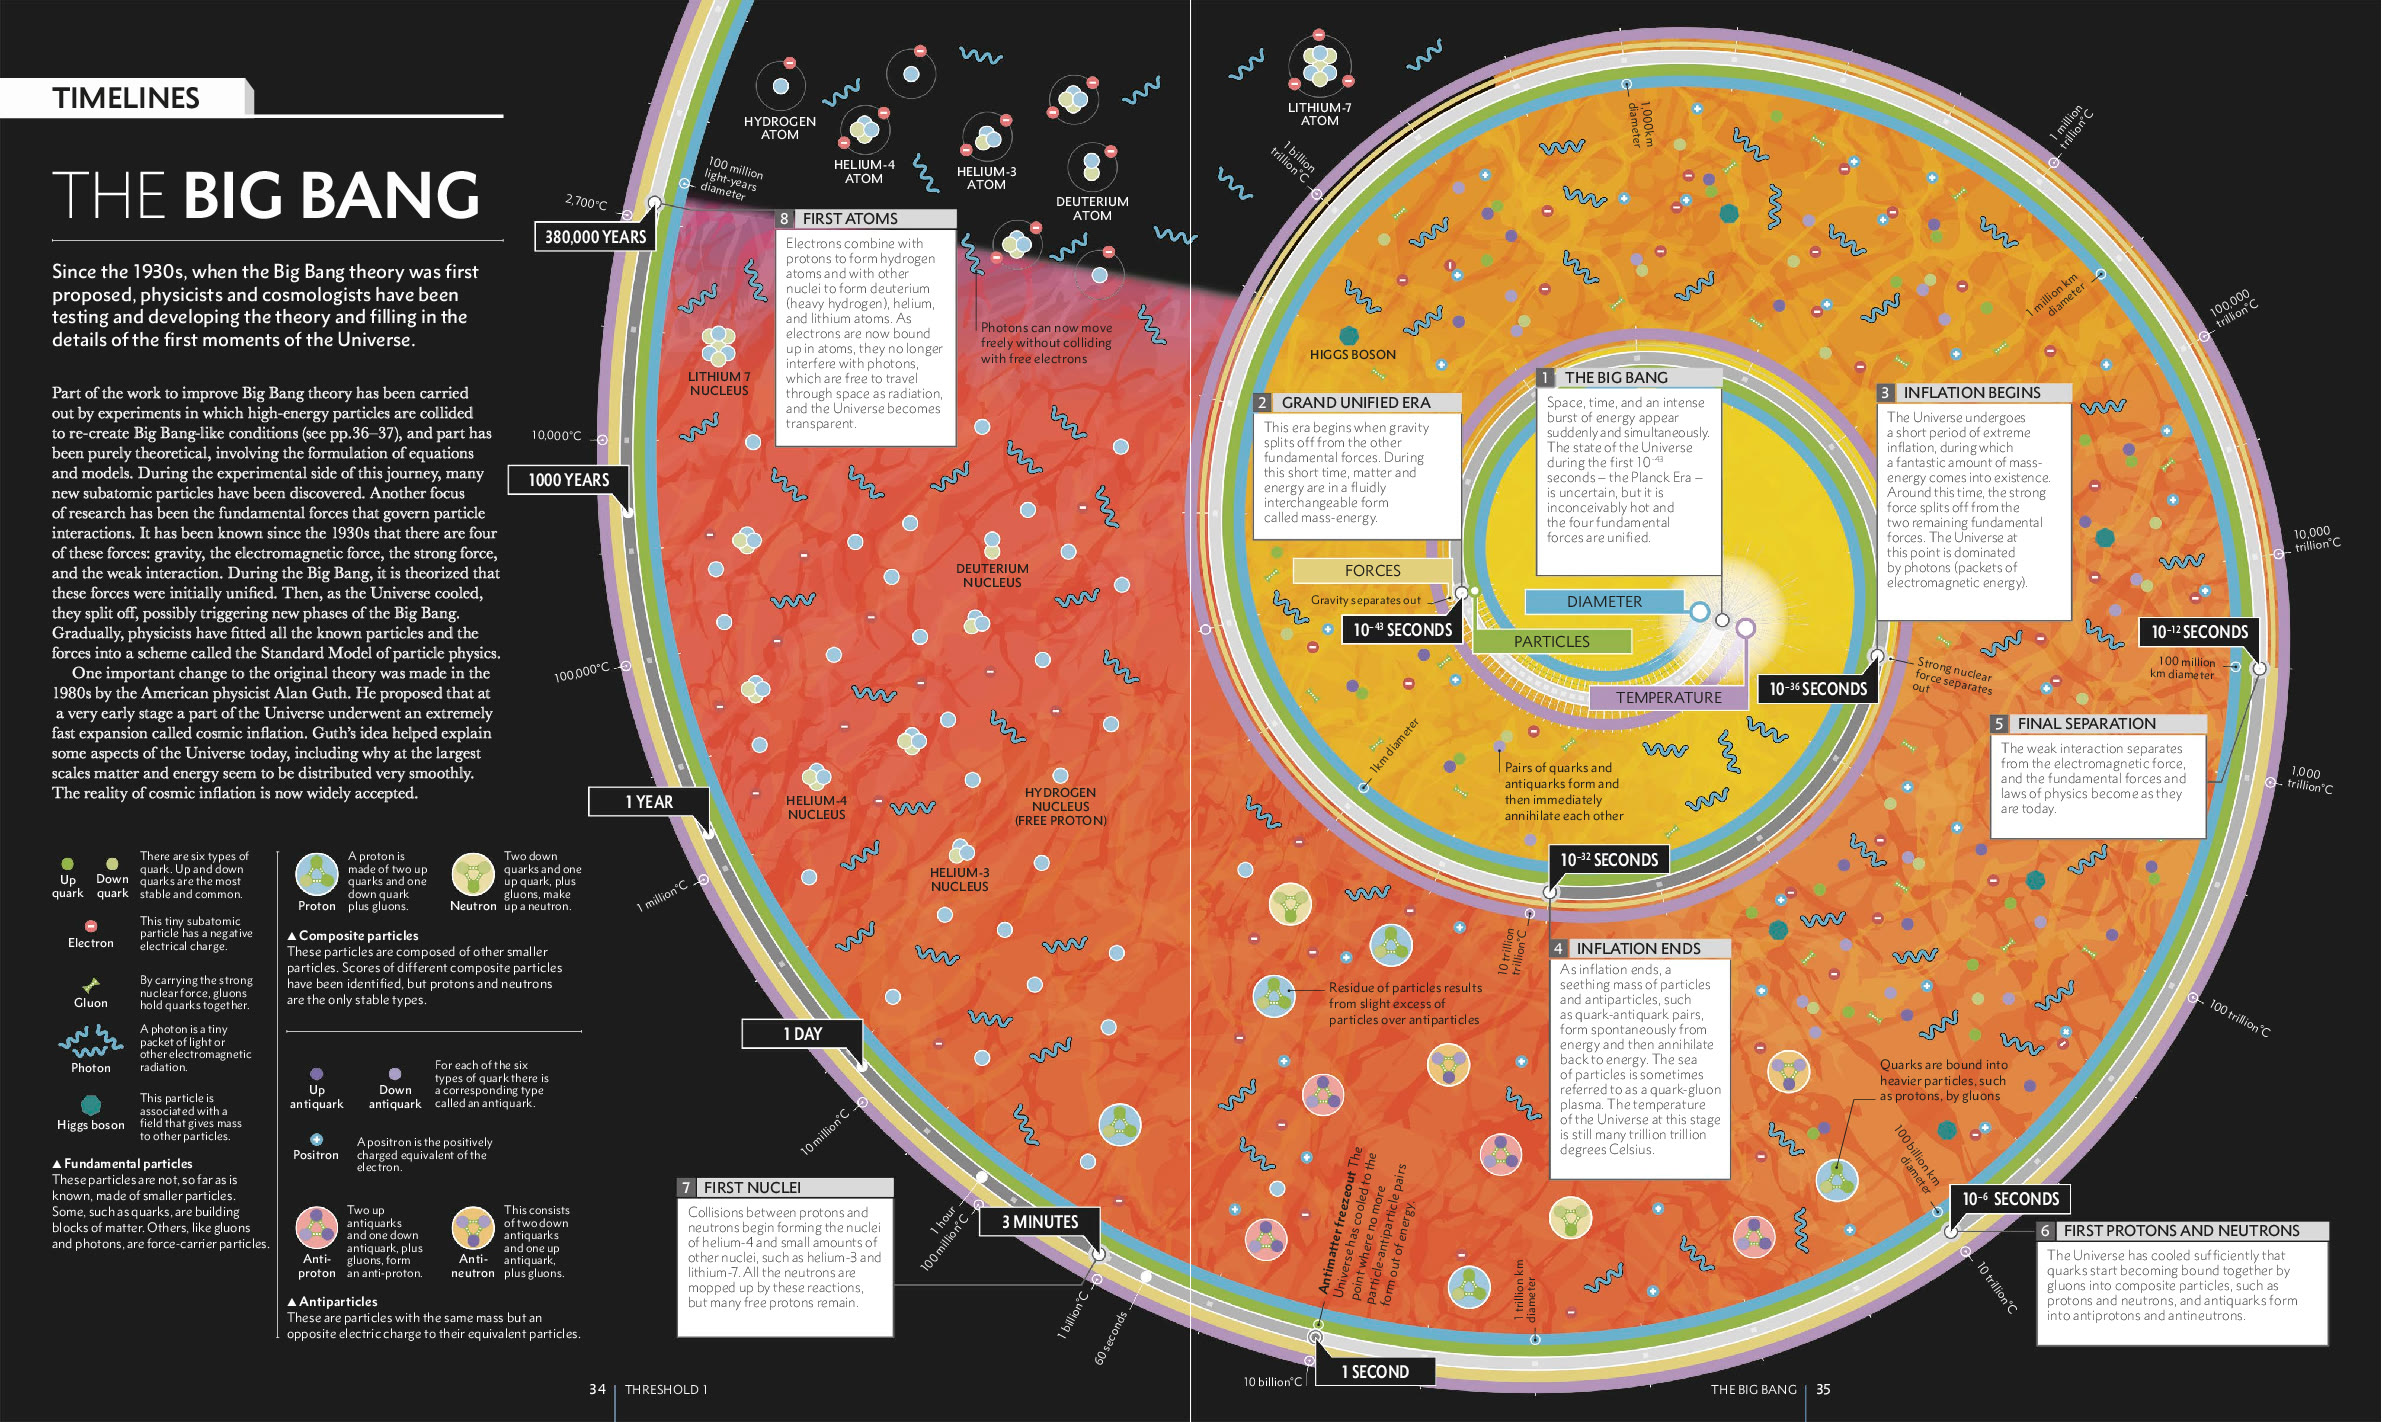 TIMELINES
THE BIG BANG
Since the 1930s, when the Big Bang theory was first
proposed, physicists and cosmologists have been
testing and developing the theory and filling in the
details of the first moments of the Universe.
Part of the work to improve Big Bang theory has been carried
out by experiments in which high-energy particles are collided
to re-create Big Bang-like conditions (see pp.36–37), and part has
been purely theoretical, involving the formulation of equations
and models. During the experimental side of this journey, many
new subatomic particles have been discovered. Another focus
of research has been the fundamental forces that govern particle
interactions. It has been known since the 1930s that there are four
of these forces: gravity, the electromagnetic force, the strong force,
and the weak interaction. During the Big Bang, it is theorized that
these forces were initially unified. Then, as the Universe cooled,
they split off, possibly triggering new phases of the Big Bang.
Gradually, physicists have fitted all the known particles and the
forces into a scheme called the Standard Model of particle physics.
One important change to the original theory was made in the
1980s by the American physicist Alan Guth. He proposed that at
a very early stage a part of the Universe underwent an extremely
fast expansion called cosmic inflation. Guth's idea helped explain
some aspects of the Universe today, including why at the largest
scales matter and energy seem to be distributed very smoothly.
The reality of cosmic inflation is now widely accepted.
Up
quark
Down
quark
There are six types of
quark. Up and down
quarks are the most
stable and common.
Electron
This tiny subatomic
particle has a negative
electrical charge.
Gluon
By carrying the strong
nuclear force, gluons
hold quarks together.
Photon
A photon is a tiny
packet of light or
other electromagnetic
radiation.
Higgs boson
This particle is
associated with a
field that gives mass
to other particles.
▲ Fundamental particles
These particles are not, so far as is
known, made of smaller particles.
Some, such as quarks, are building
blocks of matter. Others, like gluons
and photons, are force-carrier particles.
Proton
A proton is
made of two up
quarks and one
down quark
plus gluons.
Neutron
Two down
quarks and one
up quark, plus
gluons, make
up a neutron.
▲ Composite particles
These particles are composed of other smaller
particles. Scores of different composite particles
have been identified, but protons and neutrons
are the only stable types.
Up
antiquark
Down
antiquark
For each of the six
types of quark there is
a corresponding type
called an antiquark.
Positron
A positron is the positively
charged equivalent of the
electron.
Anti-
proton
Two up
antiquarks
and one down
antiquark, plus
gluons, form
an anti-proton.
Anti-
neutron
This consists
of two down
antiquarks
and one up
antiquark,
plus gluons.
▲ Antiparticles
These are particles with the same mass but an
opposite electric charge to their equivalent particles.
1 THE BIG BANG
Space, time, and an intense
burst of energy appear
suddenly and simultaneously.
The state of the Universe
during the first 10⁻⁴³
seconds – the Planck Era –
is uncertain, but it is
inconceivably hot and
the four fundamental
forces are unified.
FORCES
DIAMETER
PARTICLES
TEMPERATURE
Gravity separates out
10⁻⁴³ SECONDS
2 GRAND UNIFIED ERA
This era begins when gravity
splits off from the other
fundamental forces. During
this short time, matter and
energy are in a fluidly
interchangeable form
called mass-energy.
10⁻³⁶ SECONDS
Strong nuclear
force separates
out
3 INFLATION BEGINS
The Universe undergoes
a short period of extreme
inflation, during which
a fantastic amount of mass-
energy comes into existence.
Around this time, the strong
force splits off from the
two remaining fundamental
forces. The Universe at
this point is dominated
by photons (packets of
electromagnetic energy).
1km diameter
Pairs of quarks and
antiquarks form and
then immediately
annihilate each other
10⁻³² SECONDS
10 trillion
trillion°C
4 INFLATION ENDS
As inflation ends, a
seething mass of particles
and antiparticles, such
as quark-antiquark pairs,
form spontaneously from
energy and then annihilate
back to energy. The sea
of particles is sometimes
referred to as a quark-gluon
plasma. The temperature
of the Universe at this stage
is still many trillion trillion
degrees Celsius.
HIGGS BOSON
1 billion
trillion°C
1,000km
diameter
1 million
trillion°C
1 million km
diameter
100,000
trillion°C
10,000
trillion°C
10⁻¹² SECONDS
100 million
km diameter
5 FINAL SEPARATION
The weak interaction separates
from the electromagnetic force,
and the fundamental forces and
laws of physics become as they
are today.
1,000
trillion°C
100 trillion°C
Quarks are bound into
heavier particles, such
as protons, by gluons
100 billion km
diameter
10⁻⁶ SECONDS
10 trillion°C
6 FIRST PROTONS AND NEUTRONS
The Universe has cooled sufficiently that
quarks start becoming bound together by
gluons into composite particles, such as
protons and neutrons, and antiquarks form
into antiprotons and antineutrons.
1 trillion km
diameter
Residue of particles results
from slight excess of
particles over antiparticles
Antimatter freezeout The
Universe has cooled to the
point where no more
particle-antiparticle pairs
form out of energy.
1 SECOND
10 billion°C
60 seconds
1 billion°C
3 MINUTES
7 FIRST NUCLEI
Collisions between protons and
neutrons begin forming the nuclei
of helium-4 and small amounts of
other nuclei, such as helium-3 and
lithium-7. All the neutrons are
mopped up by these reactions,
but many free protons remain.
100 million°C
1 hour
10 million°C
1 DAY
1 million°C
1 YEAR
100,000°C
1000 YEARS
10,000°C
380,000 YEARS
2,700°C
100 million
light-years
diameter
8 FIRST ATOMS
Electrons combine with
protons to form hydrogen
atoms and with other
nuclei to form deuterium
(heavy hydrogen), helium,
and lithium atoms. As
electrons are now bound
up in atoms, they no longer
interfere with photons,
which are free to travel
through space as radiation,
and the Universe becomes
transparent.
Photons can now move
freely without colliding
with free electrons
LITHIUM 7
NUCLEUS
DEUTERIUM
NUCLEUS
HELIUM-4
NUCLEUS
HYDROGEN
NUCLEUS
(FREE PROTON)
HELIUM-3
NUCLEUS
HYDROGEN
ATOM
HELIUM-4
ATOM
HELIUM-3
ATOM
DEUTERIUM
ATOM
LITHIUM-7
ATOM
34 THRESHOLD 1
THE BIG BANG 35